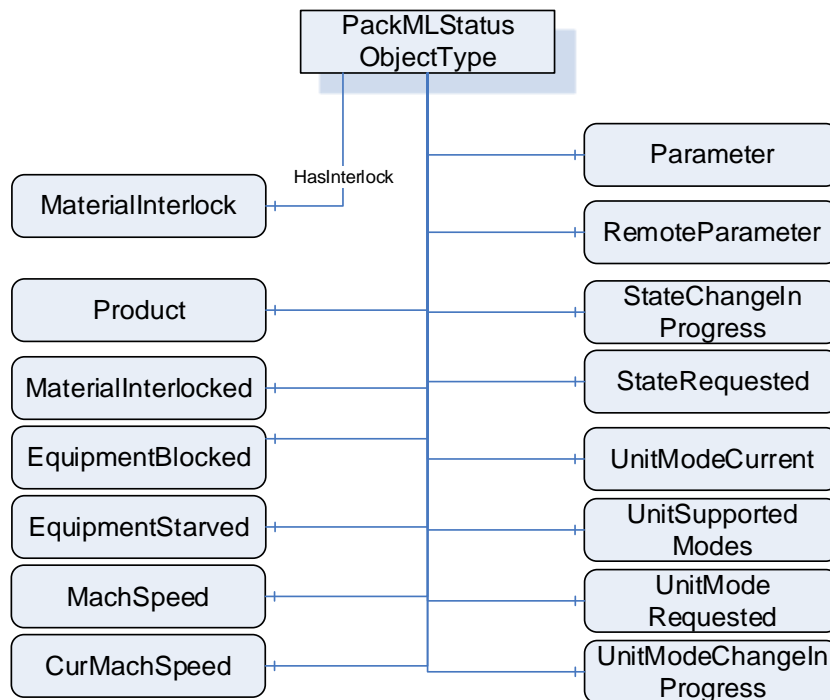 PackMLStatus
ObjectType
HasInterlock
MaterialInterlock
Product
MaterialInterlocked
EquipmentBlocked
EquipmentStarved
MachSpeed
CurMachSpeed
Parameter
RemoteParameter
StateChangeIn
Progress
StateRequested
UnitModeCurrent
UnitSupported
Modes
UnitMode
Requested
UnitModeChangeIn
Progress